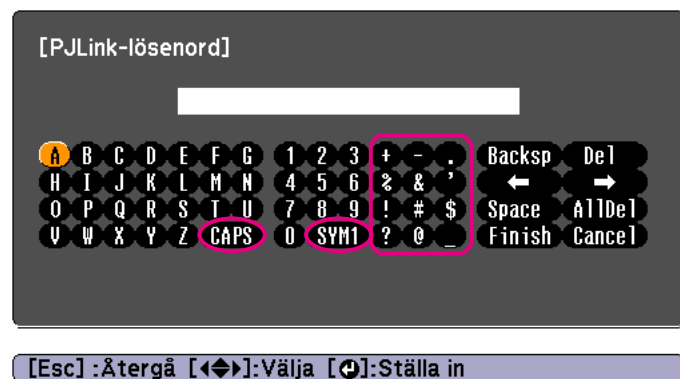 [PJLink-lösenord]
A B C D E F G 1 2 3 + - . Backsp Del
H I J K L M N 4 5 6 % & ' ← →
O P Q R S T U 7 8 9 ! # $ Space AllDel
V W X Y Z CAPS 0 SYM1 ? @ _ Finish Cancel
[Esc] :Återgå [◀◆▶]:Välja [↵]:Ställa in